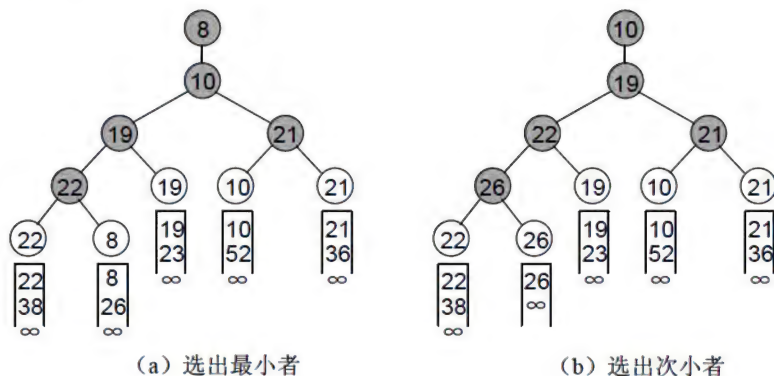 8 10
10 19
19 21 22 21
22 19 10 21 26 19 10 21
22 8 19 10 21 22 26 19 10 21
23 52 36 23 52 36
22 8 ∞ ∞ ∞ 22 26 ∞ ∞ ∞
38 26 38 ∞
∞ ∞ ∞
（a）选出最小者 （b）选出次小者